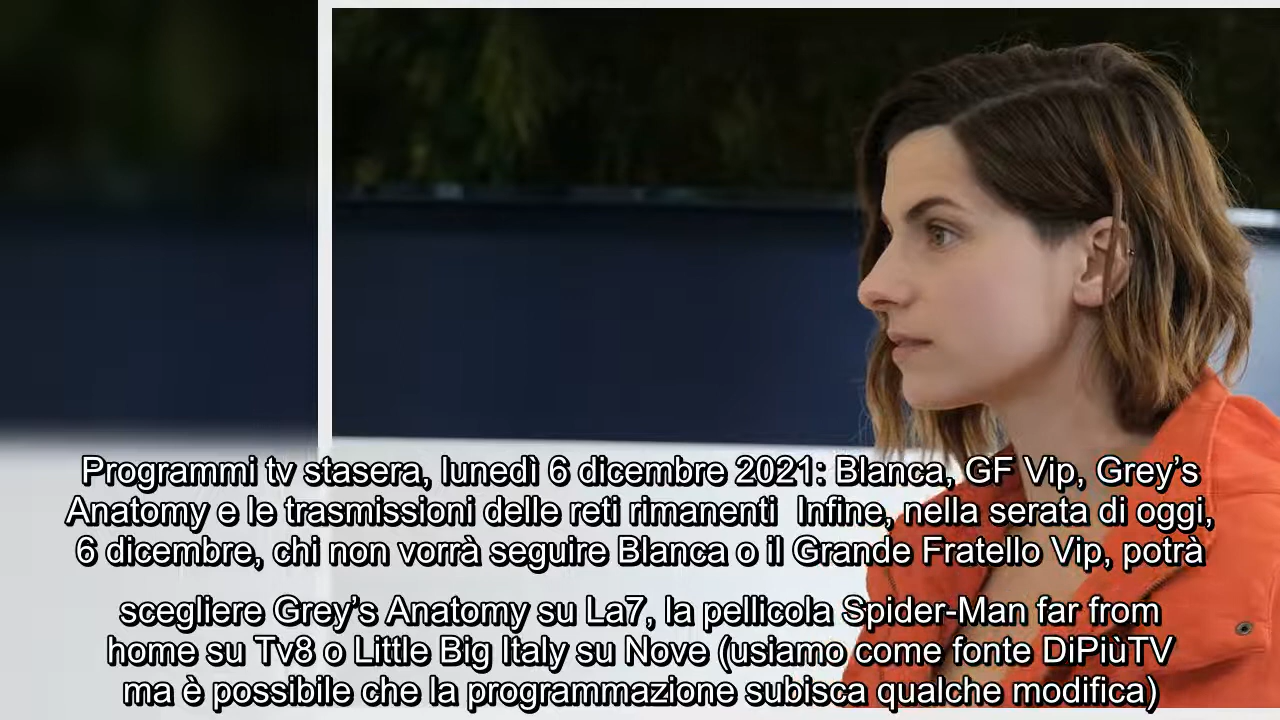 Programmi tv stasera, lunedì 6 dicembre 2021: Blanca, GF Vip, Grey’s
Anatomy e le trasmissioni delle reti rimanenti  Infine, nella serata di oggi,
6 dicembre, chi non vorrà seguire Blanca o il Grande Fratello Vip, potrà
scegliere Grey’s Anatomy su La7, la pellicola Spider-Man far from
home su Tv8 o Little Big Italy su Nove (usiamo come fonte DiPiùTV
ma è possibile che la programmazione subisca qualche modifica)